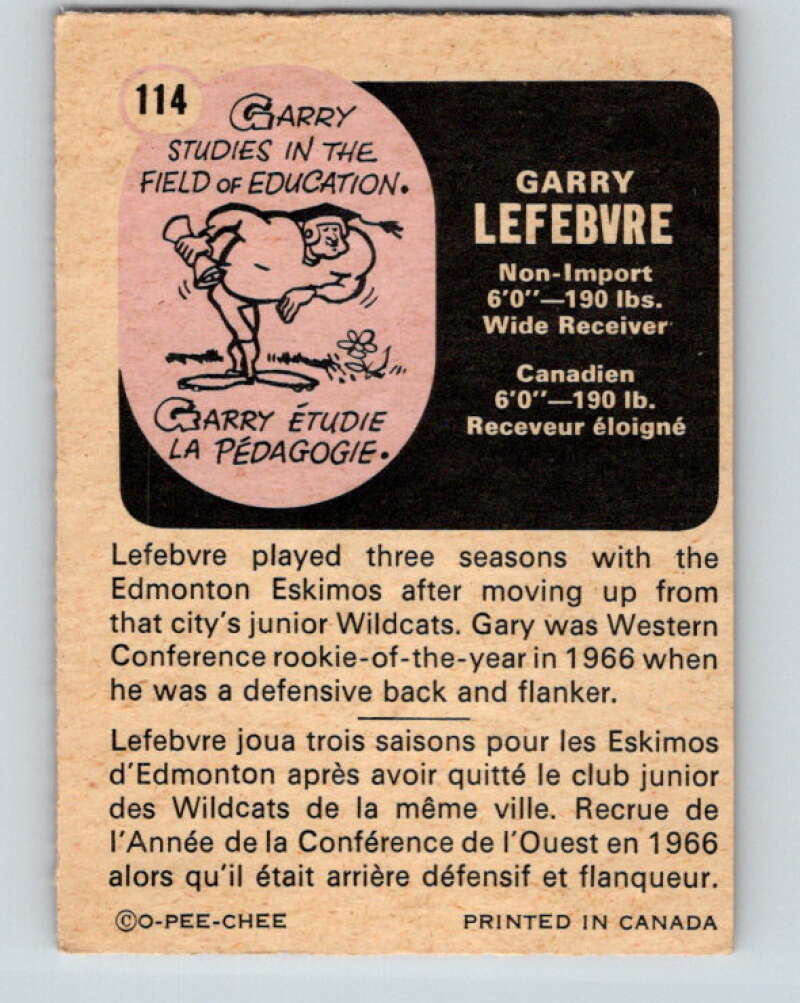 114
GARRY
STUDIES IN THE
FIELD OF EDUCATION.
GARRY ÉTUDIE
LA PÉDAGOGIE.
GARRY
LEFEBVRE
Non-Import
6'0"—190 lbs.
Wide Receiver
Canadien
6'0"—190 lb.
Receveur éloigné
Lefebvre played three seasons with the
Edmonton Eskimos after moving up from
that city's junior Wildcats. Gary was Western
Conference rookie-of-the-year in 1966 when
he was a defensive back and flanker.
Lefebvre joua trois saisons pour les Eskimos
d'Edmonton après avoir quitté le club junior
des Wildcats de la même ville. Recrue de
l'Année de la Conférence de l'Ouest en 1966
alors qu'il était arrière défensif et flanqueur.
©O-PEE-CHEE PRINTED IN CANADA